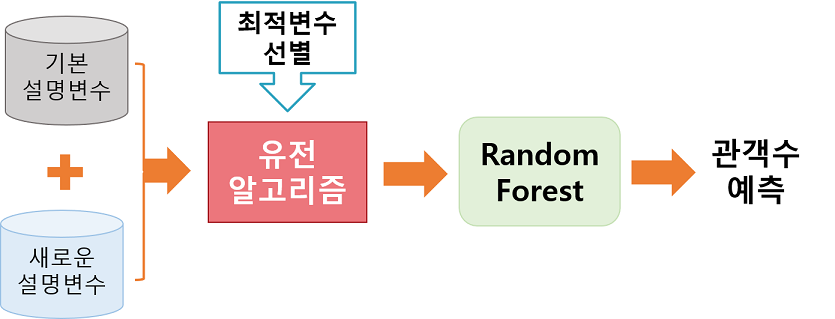 기본
설명변수
새로운
설명변수
최적변수
선별
유전
알고리즘
Random
Forest
관객수
예측